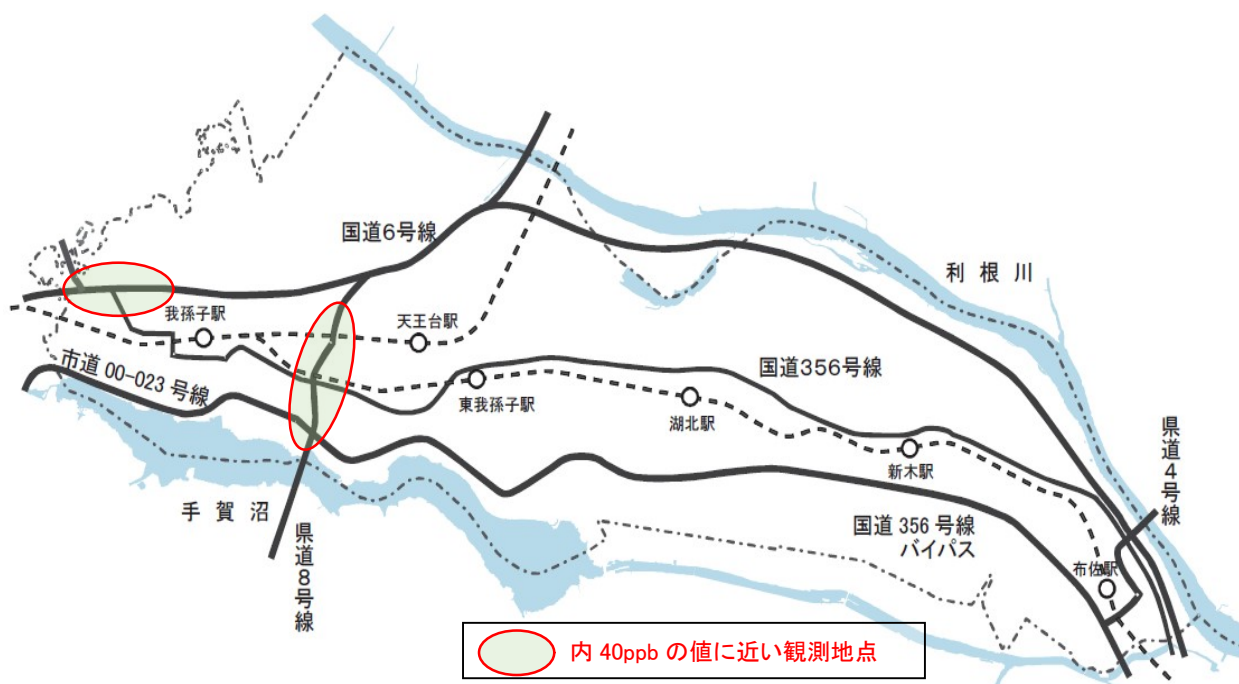 国道6号線
利根川
我孫子駅
天王台駅
市道 00-023 号線
国道356号線
東我孫子駅
湖北駅
県道4号線
新木駅
手賀沼
県道8号線
国道 356 号線
バイパス
布佐駅
内 40ppb の値に近い観測地点